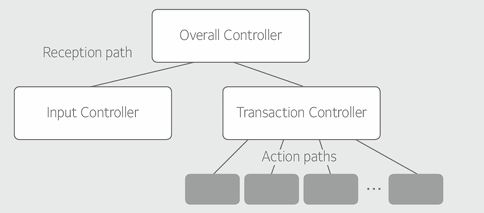 Overall Controller
Reception path
Input Controller
Transaction Controller
Action paths
...